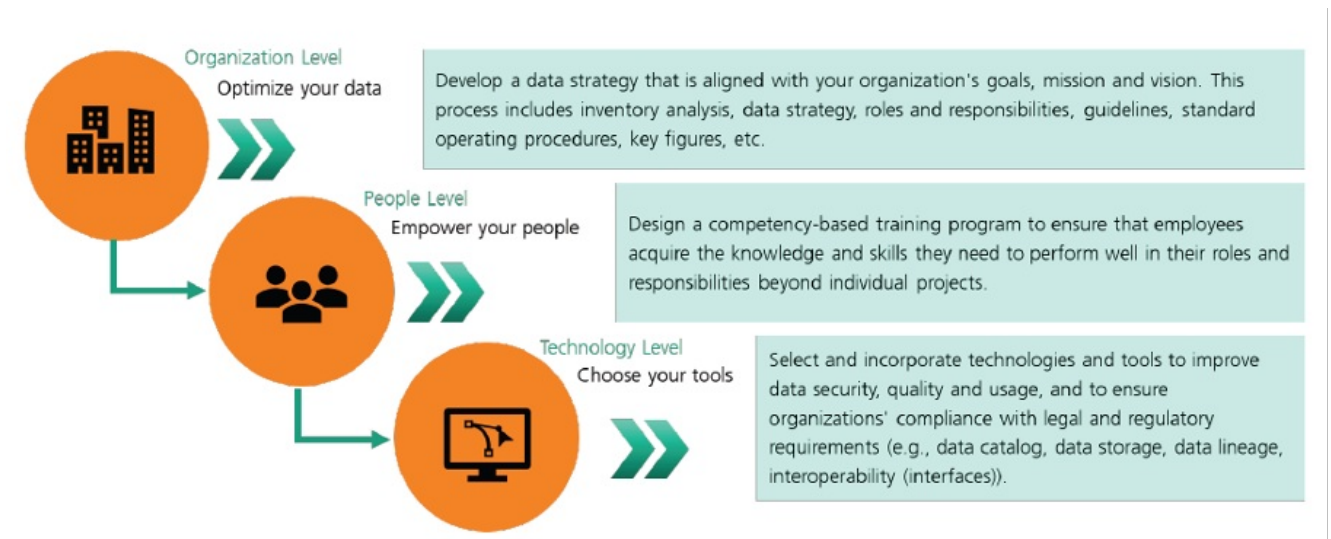 Organization Level
Optimize your data
Develop a data strategy that is aligned with your organization's goals, mission and vision. This
process includes inventory analysis, data strategy, roles and responsibilities, guidelines, standard
operating procedures, key figures, etc.
People Level
Empower your people
Design a competency-based training program to ensure that employees
acquire the knowledge and skills they need to perform well in their roles and
responsibilities beyond individual projects.
Technology Level
Choose your tools
Select and incorporate technologies and tools to improve
data security, quality and usage, and to ensure
organizations' compliance with legal and regulatory
requirements (e.g., data catalog, data storage, data lineage,
interoperability (interfaces)).